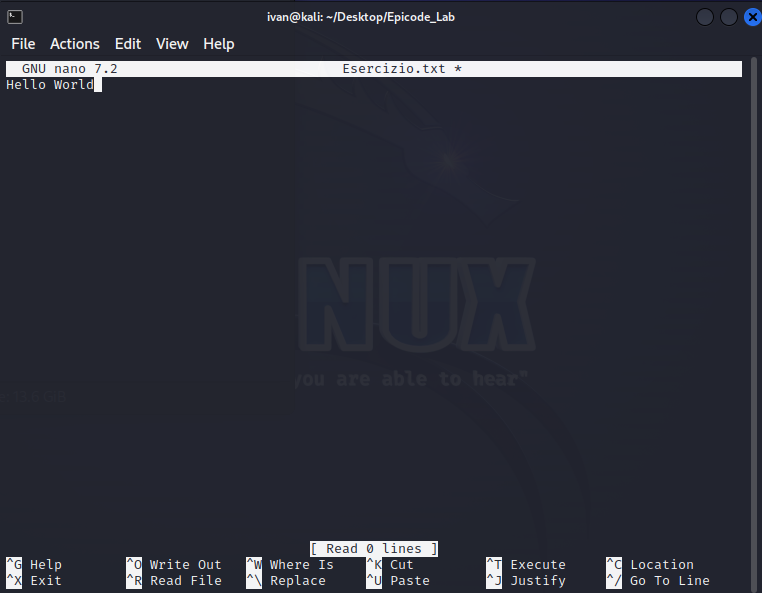 ivan@kali: ~/Desktop/Epicode_Lab
File Actions Edit View Help
GNU nano 7.2 Esercizio.txt *
Hello World
NUX
you are able to hear"
[ Read 0 lines ]
^G Help ^O Write Out ^W Where Is ^K Cut ^T Execute ^C Location
^X Exit ^R Read File ^\ Replace ^U Paste ^J Justify ^/ Go To Line